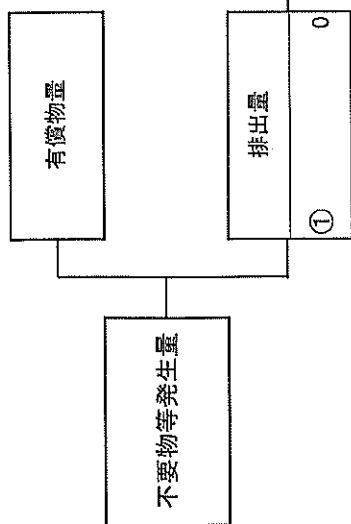 有償物量
不要物等発生量
排出量
① 0